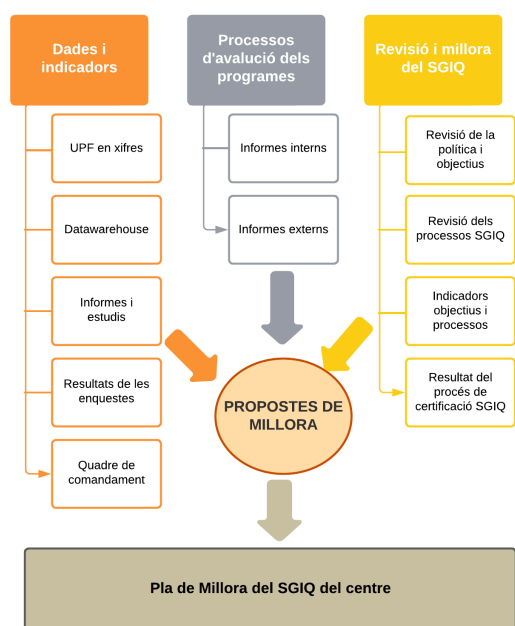 Dades i
indicadors
UPF en xifres
Datawarehouse
Informes i
estudis
Resultats de les
enquestes
Quadre de
comandament
Processos
d'avalució dels
programes
Informes interns
Informes externs
Revisió i millora
del SGIQ
Revisió de la
política i
objectius
Revisió dels
processos SGIQ
Indicadors
objectius i
processos
Resultat del
procés de
certificació SGIQ
PROPOSTES DE
MILLORA
Pla de Millora del SGIQ del centre